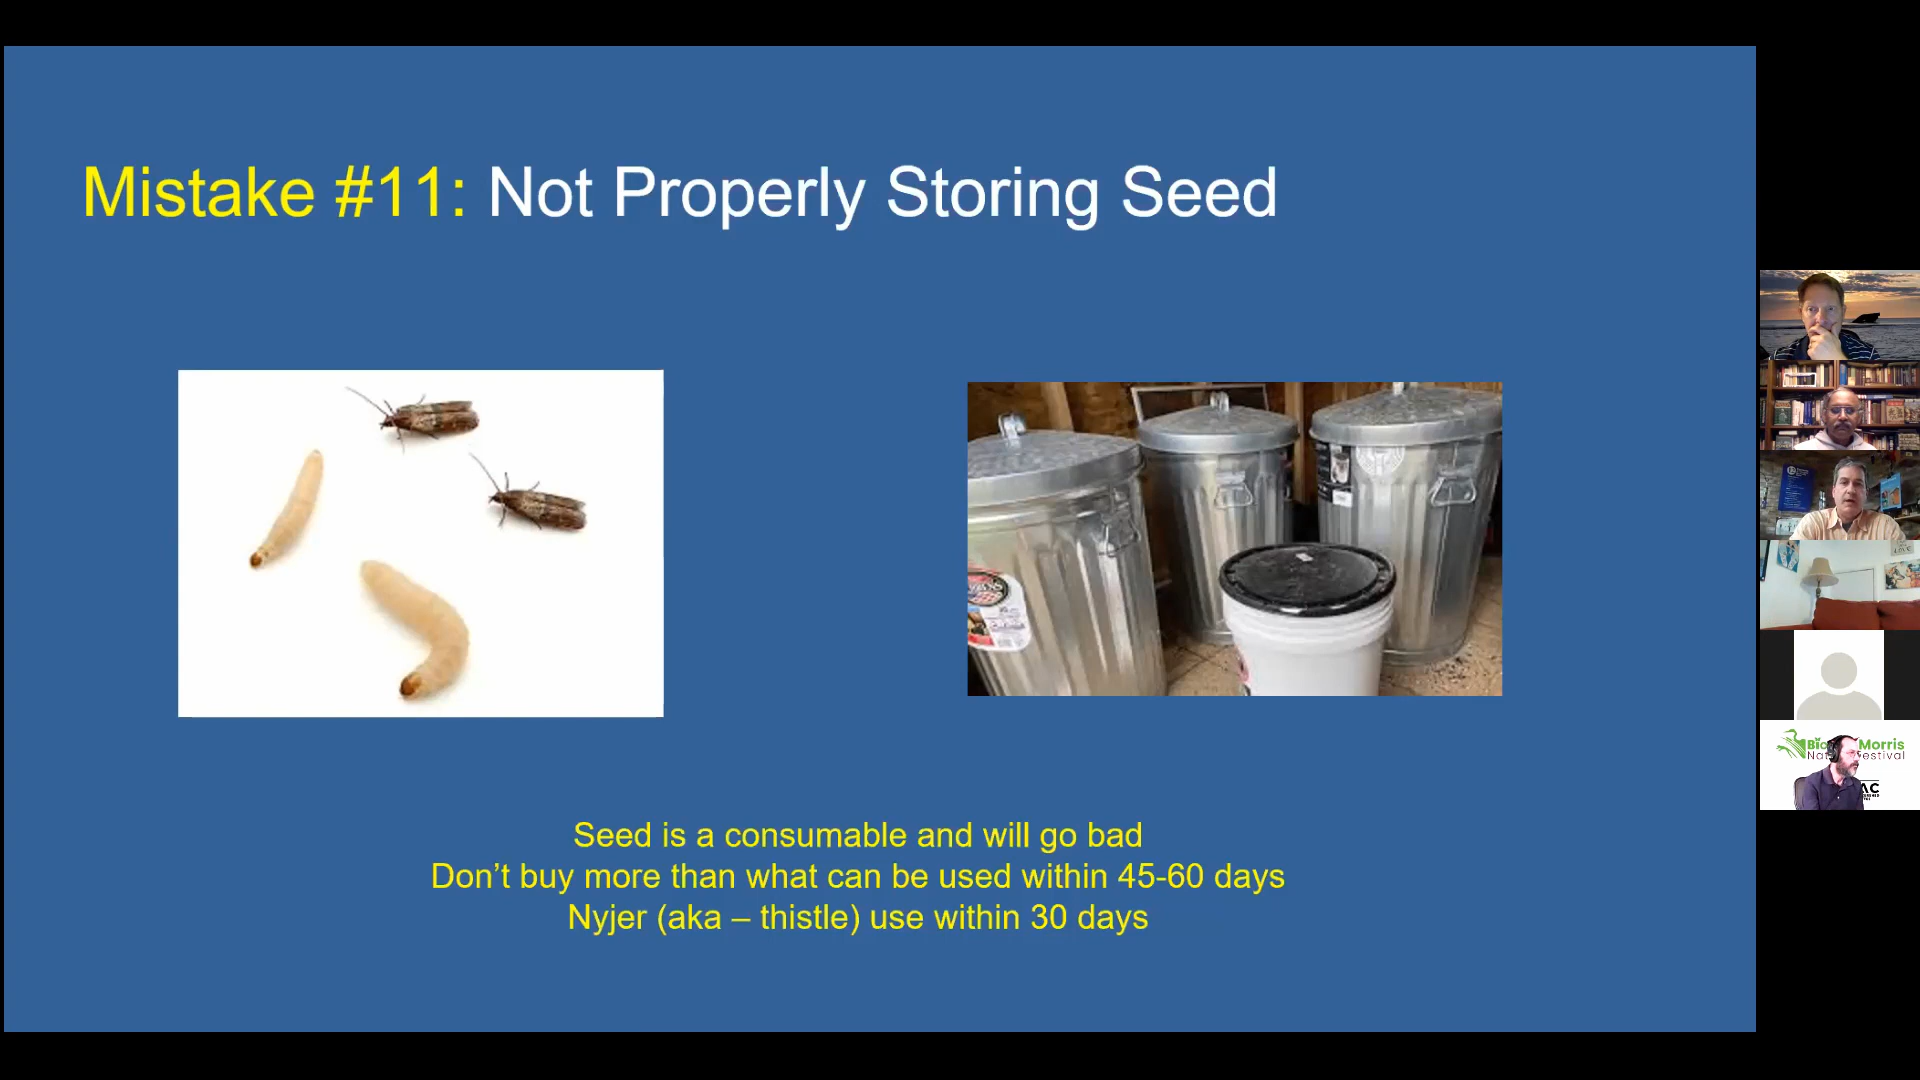 Mistake #11: Not Properly Storing Seed
Seed is a consumable and will go bad
Don’t buy more than what can be used within 45-60 days
Nyjer (aka – thistle) use within 30 days
Morris